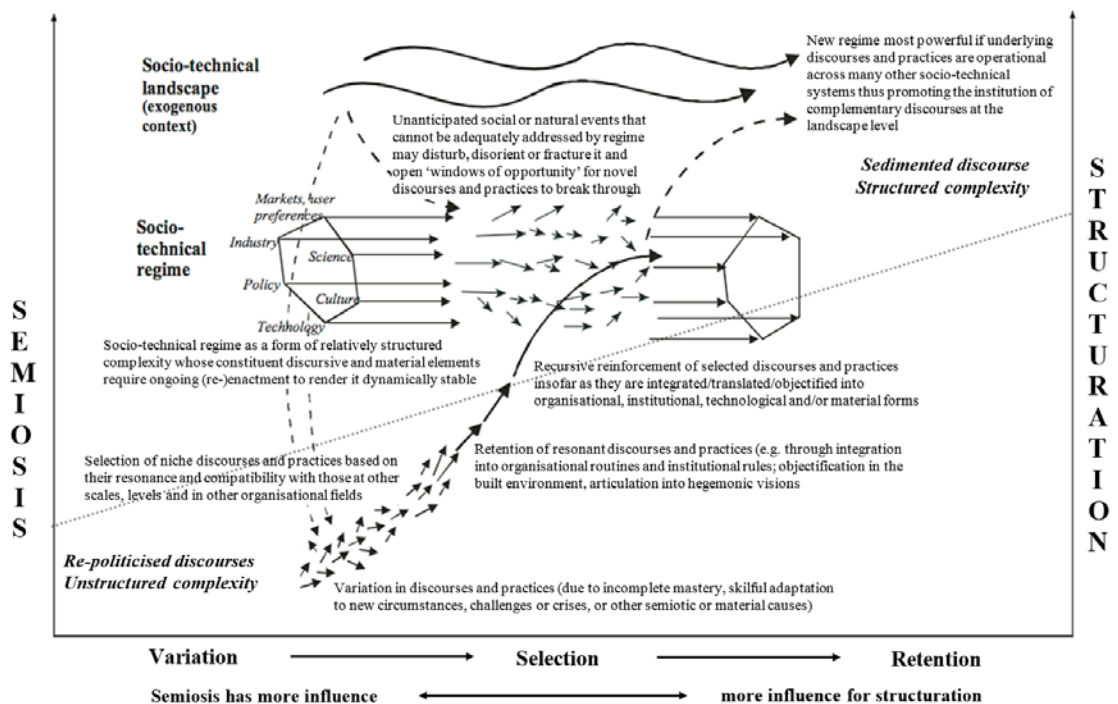 Socio-technical
landscape
(exogenous
context)
New regime most powerful if underlying
discourses and practices are operational
across many other socio-technical
systems thus promoting the institution of
complementary discourses at the
landscape level
Unanticipated social or natural events that
cannot be adequately addressed by regime
may disturb, disorient or fracture it and
open ‘windows of opportunity’ for novel
discourses and practices to break through
Sedimented discourse
Structured complexity
Socio-
technical
regime
Markets, user
preferences
Industry
Science
Policy
Culture
Technology
Socio-technical regime as a form of relatively structured
complexity whose constituent discursive and material elements
require ongoing (re-)enactment to render it dynamically stable
Recursive reinforcement of selected discourses and practices
insofar as they are integrated/translated/objectified into
organisational, institutional, technological and/or material forms
Selection of niche discourses and practices based on
their resonance and compatibility with those at other
scales, levels and in other organisational fields
Retention of resonant discourses and practices (e.g. through integration
into organisational routines and institutional rules; objectification in the
built environment, articulation into hegemonic visions
Re-politicised discourses
Unstructured complexity
Variation in discourses and practices (due to incomplete mastery, skilful adaptation
to new circumstances, challenges or crises, or other semiotic or material causes)
SEMIOSIS
STRUCTURATION
Variation
Selection
Retention
Semiosis has more influence
more influence for structuration